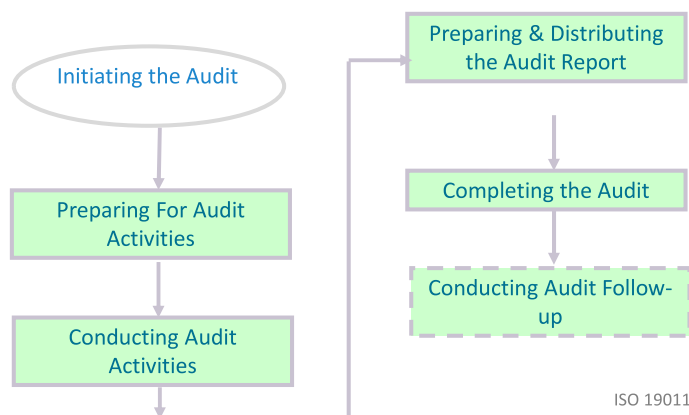 Initiating the Audit
Preparing For Audit
Activities
Conducting Audit
Activities
Preparing & Distributing
the Audit Report
Completing the Audit
Conducting Audit Follow-
up
ISO 19011